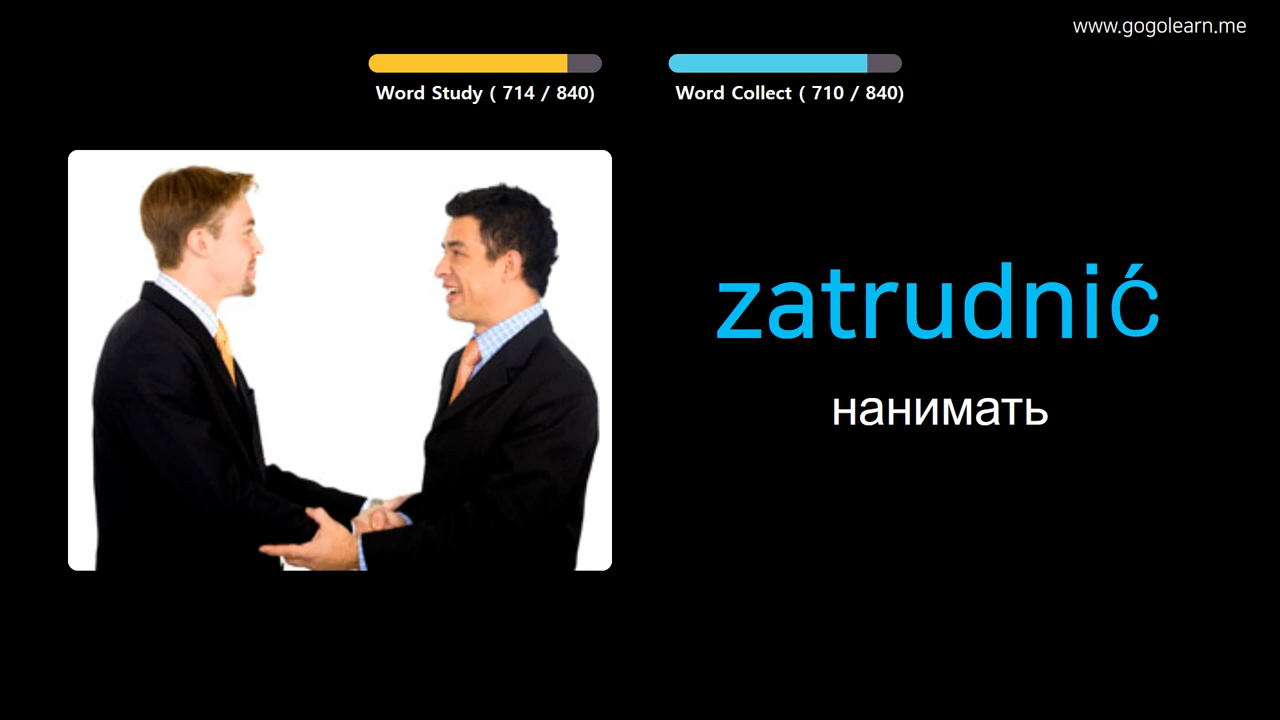 www.gogolearn.me
Word Study ( 714 / 840)
Word Collect ( 710 / 840)
zatrudnić
нанимать